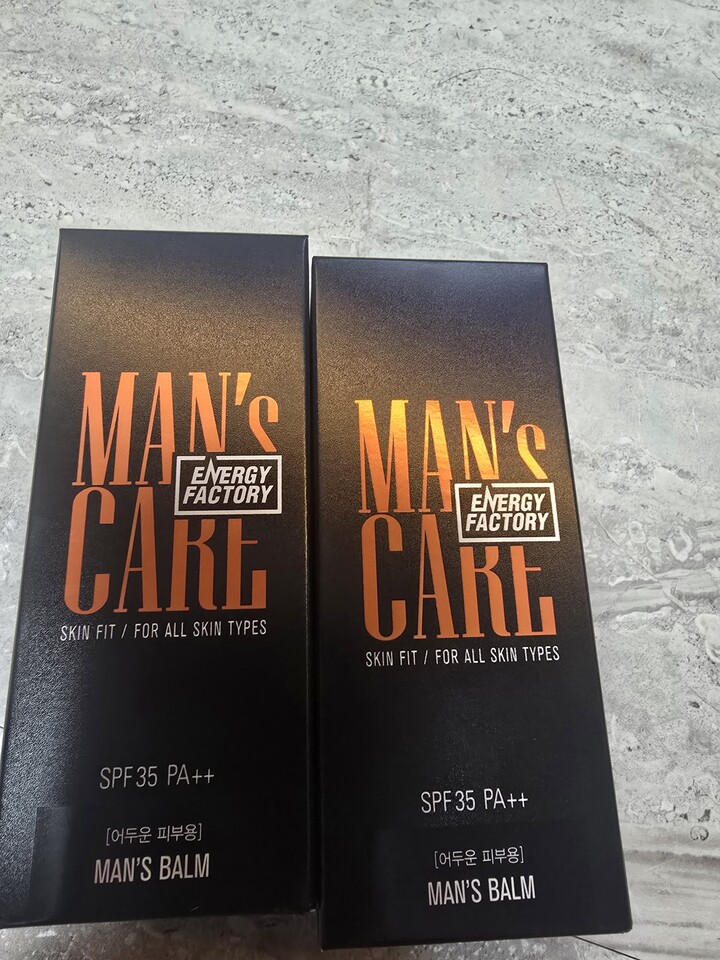 MAN's
CARE
ENERGY
FACTORY
SKIN FIT / FOR ALL SKIN TYPES
SPF35 PA++
[어두운 피부용]
MAN'S BALM
MAN's
CARE
ENERGY
FACTORY
SKIN FIT / FOR ALL SKIN TYPES
SPF35 PA++
[어두운 피부용]
MAN'S BALM